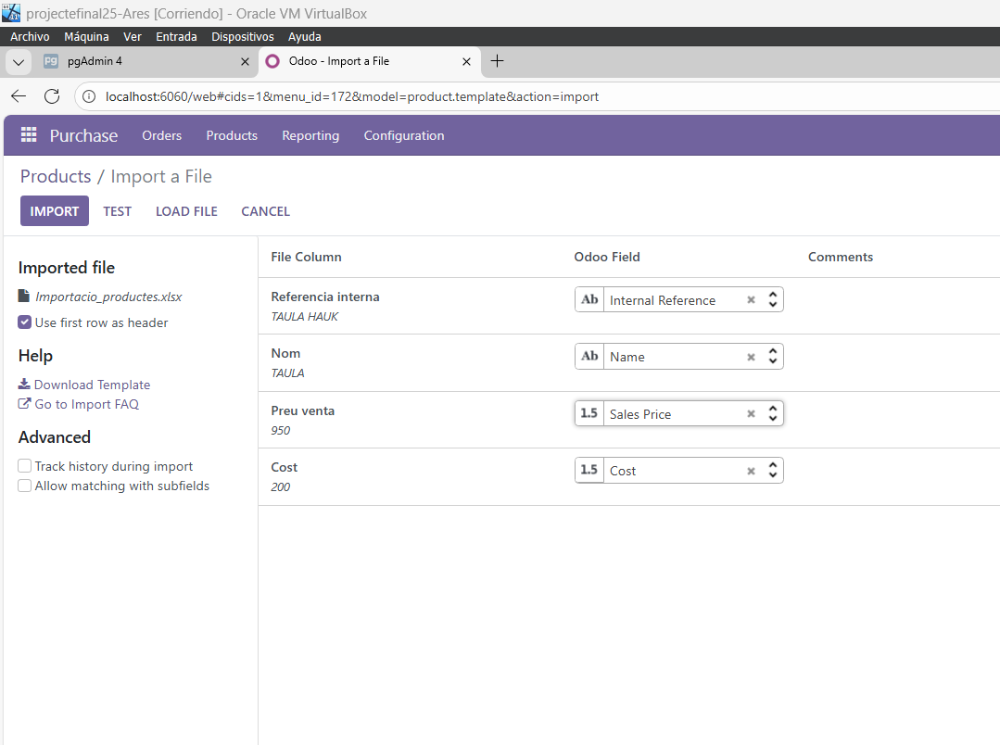 projectefinal25-Ares [Corriendo] - Oracle VM VirtualBox
Archivo Máquina Ver Entrada Dispositivos Ayuda
pgAdmin 4 Odoo - Import a File
localhost:6060/web#cids=1&menu_id=172&model=product.template&action=import
Purchase Orders Products Reporting Configuration
Products / Import a File
IMPORT TEST LOAD FILE CANCEL
Imported file
Importacio_productes.xlsx
Use first row as header
Help
Download Template
Go to Import FAQ
Advanced
Track history during import
Allow matching with subfields
File Column Odoo Field Comments
Referencia interna Ab Internal Reference
TAULA HAUK
Nom Ab Name
TAULA
Preu venta 1.5 Sales Price
950
Cost 1.5 Cost
200